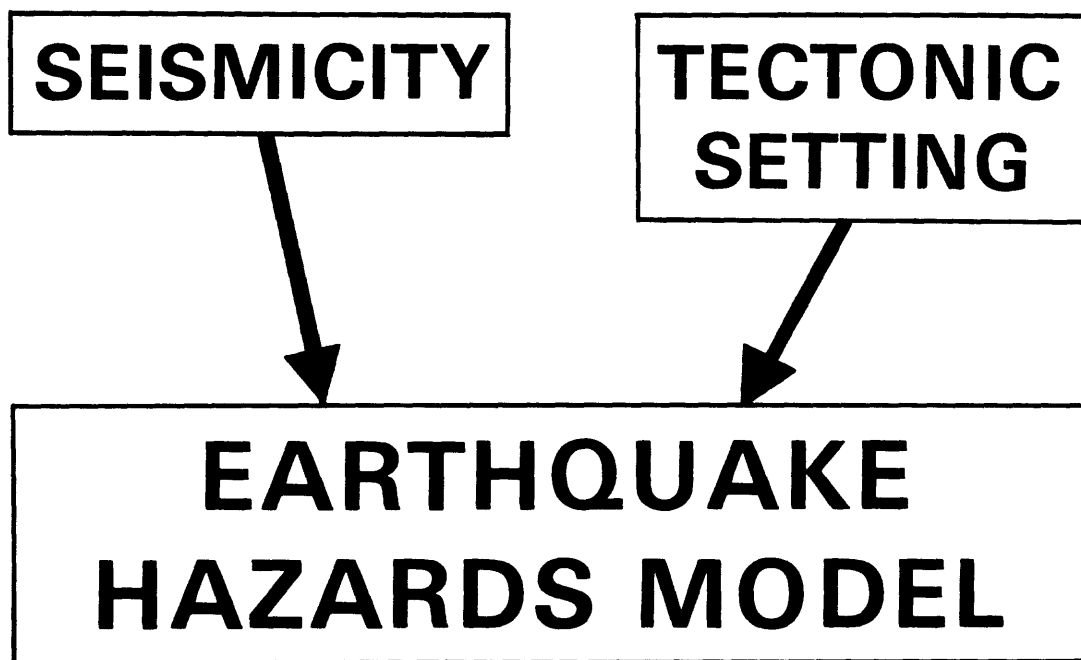 SEISMICITY
TECTONIC
SETTING
EARTHQUAKE
HAZARDS MODEL